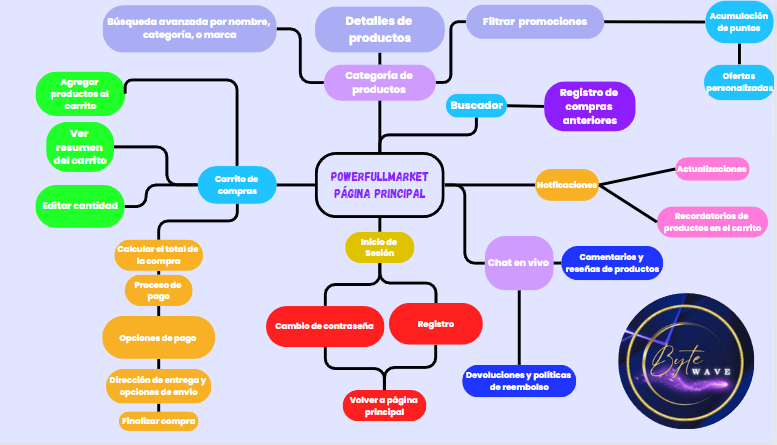 Búsqueda avanzada por nombre,
categoría, o marca
Detalles de
productos
Filtrar promociones
Acumulación
de puntos
Categoría de
productos
Ofertas
personalizadas
Agregar
productos al
carrito
Buscador
Registro de
compras
anteriores
Ver
resumen
del carrito
Editar cantidad
Carrito de
compras
POWERFULLMARKET
PÁGINA PRINCIPAL
Notficaciones
Actualizaciones
Recordatorios de
productos en el carrito
Calcular el total de
la compra
Proceso de
pago
Opciones de pago
Dirección de entrega y
opciones de envío
Finalizar compra
Inicio de
Sesión
Cambio de contraseña
Registro
Volver a página
principal
Chat en vivo
Comentarios y
reseñas de productos
Devoluciones y políticas
de reembolso
Byte
WAVE